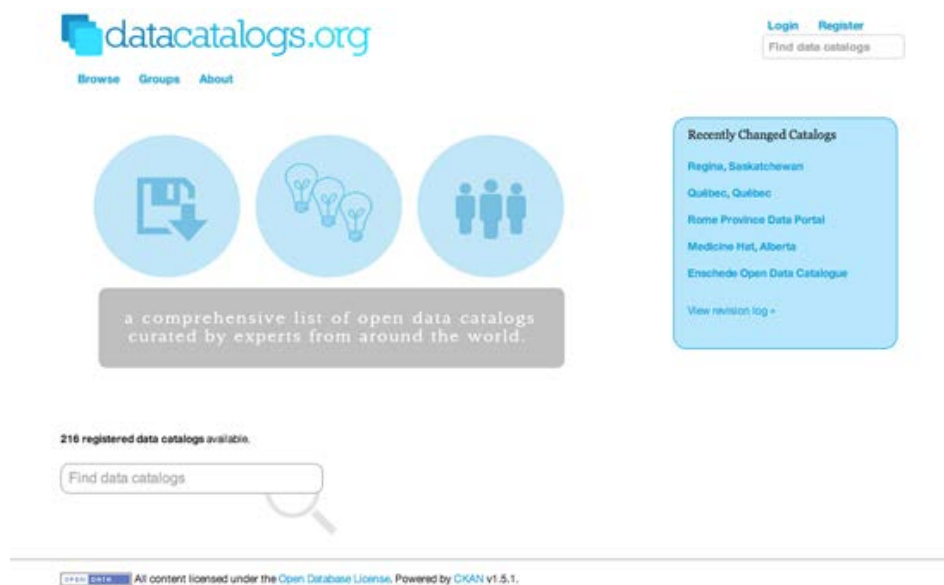 datacatalogs.org
Login Register
Find data catalogs
Browse Groups About
Recently Changed Catalogs
Regina, Saskatchewan
Québec, Québec
Rome Province Data Portal
Medicine Hat, Alberta
Enschede Open Data Catalogue
View revision log »
a comprehensive list of open data catalogs
curated by experts from around the world.
216 registered data catalogs available.
Find data catalogs
OPEN DATA All content licensed under the Open Database License. Powered by CKAN v1.5.1.